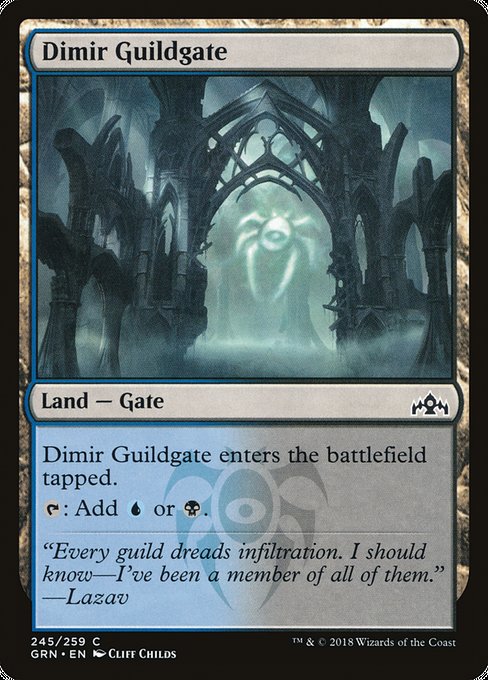 Dimir Guildgate
Land — Gate
Dimir Guildgate enters the battlefield
tapped.
: Add or .
“Every guild dreads infiltration. I should
know—I’ve been a member of all of them.”
—Lazav
245/259 C
GRN • EN Cliff Childs
™ & © 2018 Wizards of the Coast